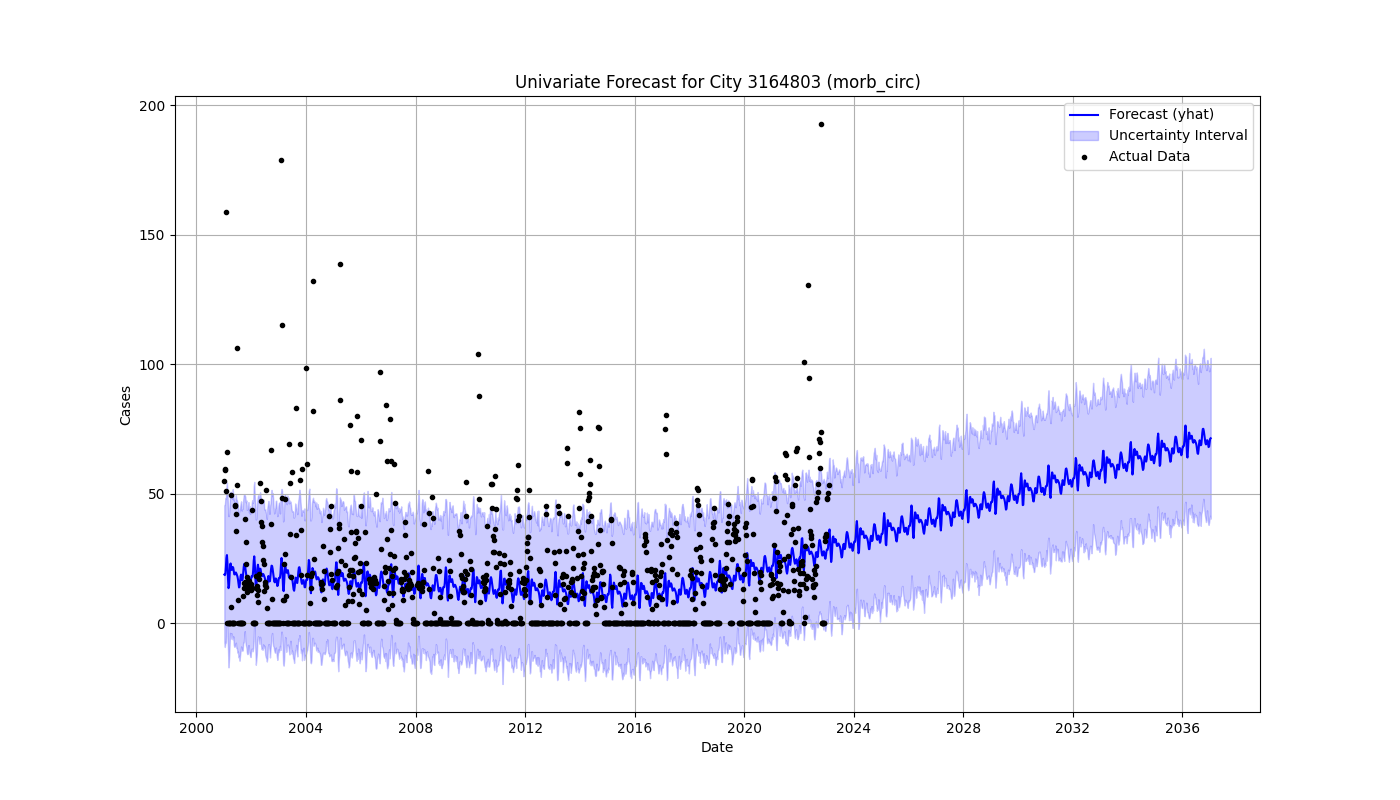 Univariate Forecast for City 3164803 (morb_circ)
Forecast (yhat)
Uncertainty Interval
Actual Data
Cases
200
150
100
50
0
2000 2004 2008 2012 2016 2020 2024 2028 2032 2036
Date